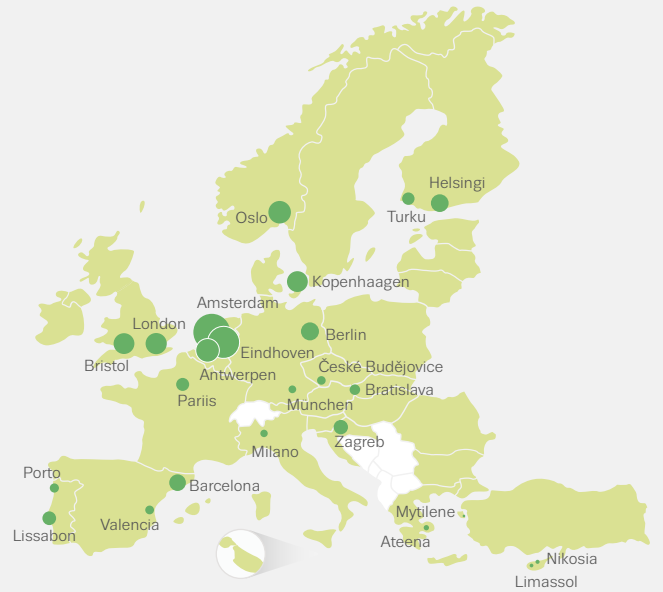 Helsingi
Oslo
Turku
Kopenhaagen
Amsterdam
London
Berlin
Eindhoven
Bristol
České Budějovice
Antwerpen
Bratislava
Pariis
München
Zagreb
Milano
Porto
Barcelona
Mytilene
Valencia
Lissabon
Ateena
Nikosia
Limassol